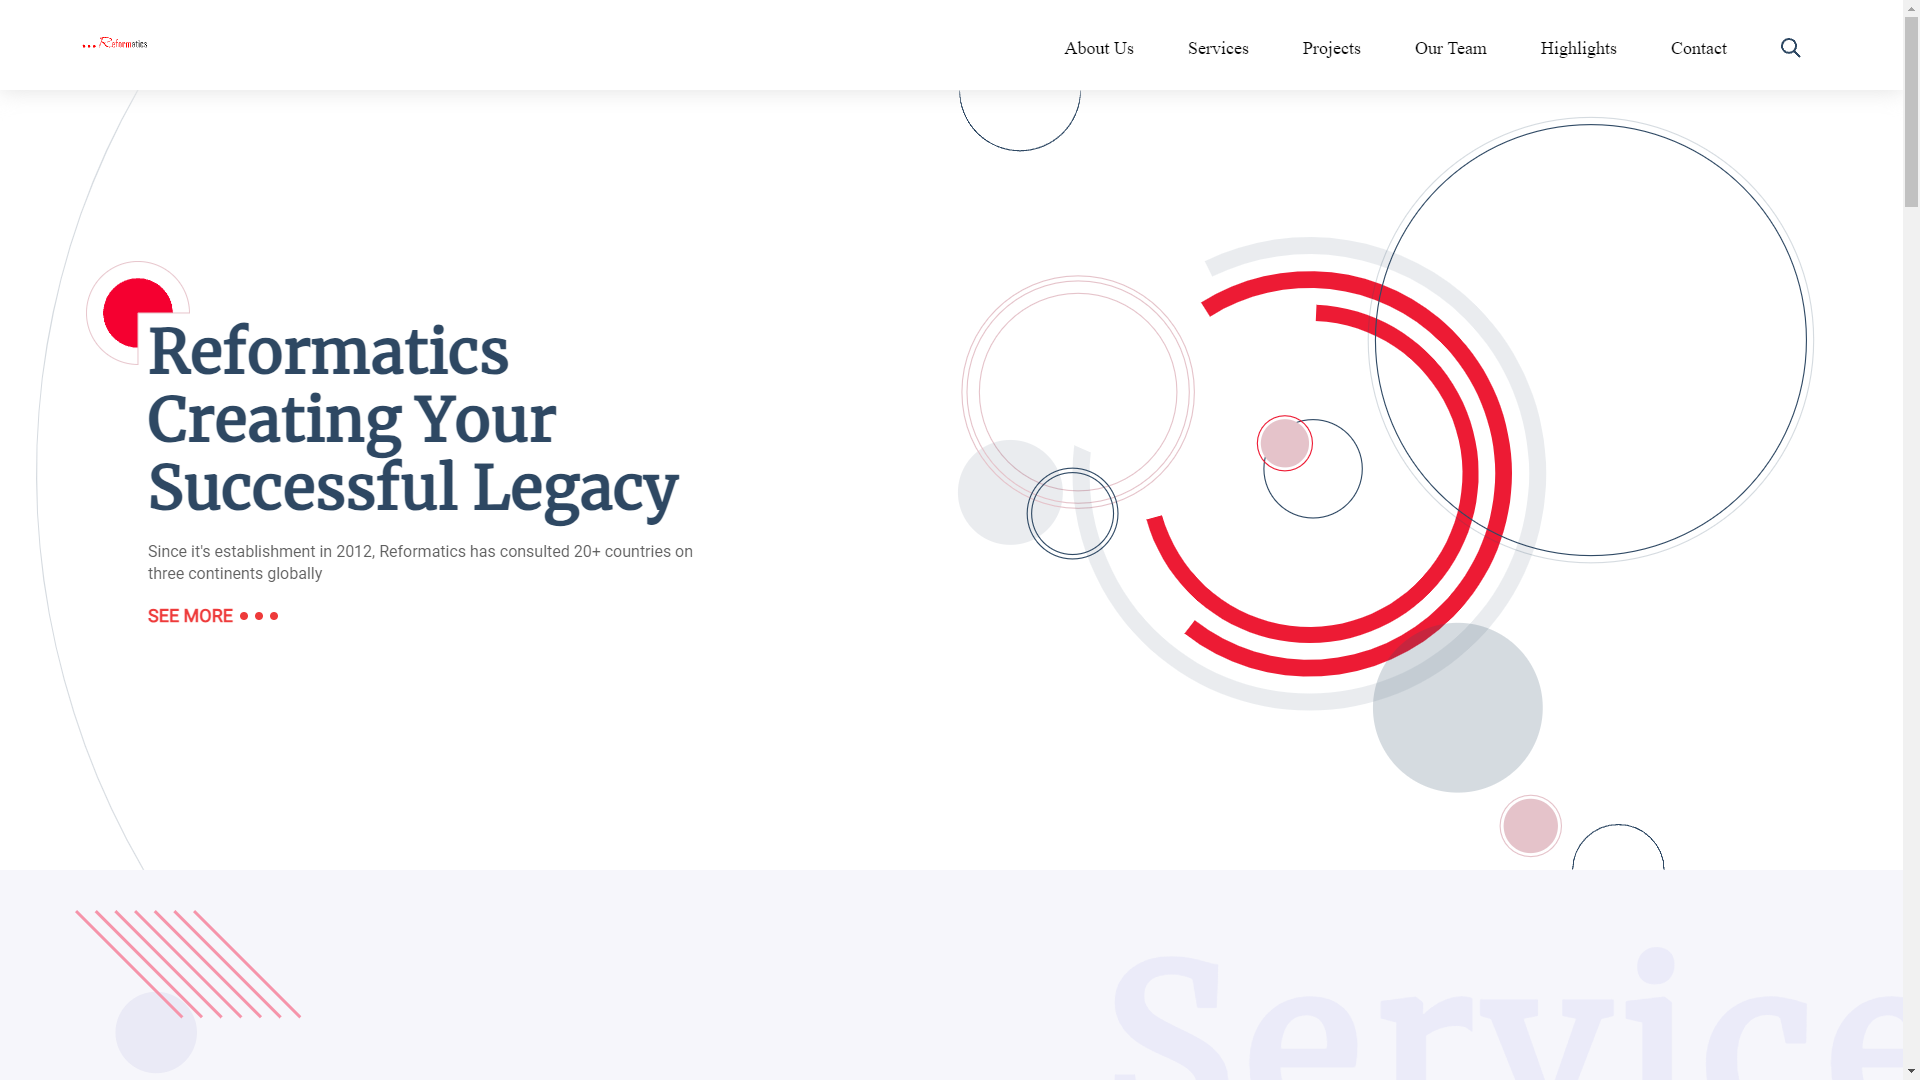 ...Reformatics
About Us
Services
Projects
Our Team
Highlights
Contact
Reformatics
Creating Your
Successful Legacy
Since it's establishment in 2012, Reformatics has consulted 20+ countries on
three continents globally
SEE MORE
Service